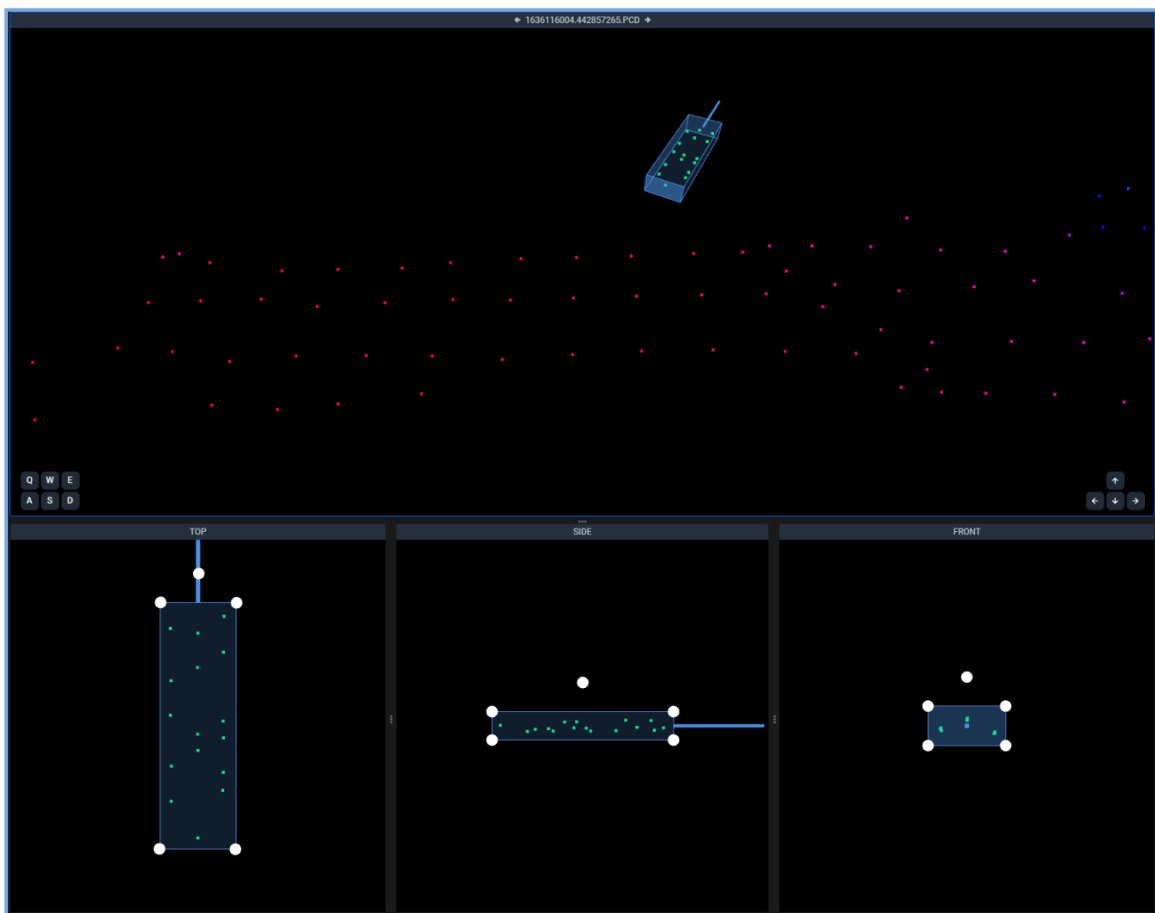 ← 1636116004.442857265.PCD →
Q W E
A S D
↑
← ↓ →
TOP
SIDE
FRONT